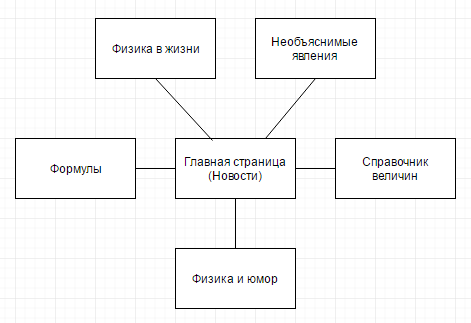 Физика в жизни
Необъяснимые
явления
Формулы
Главная страница
(Новости)
Справочник
величин
Физика и юмор